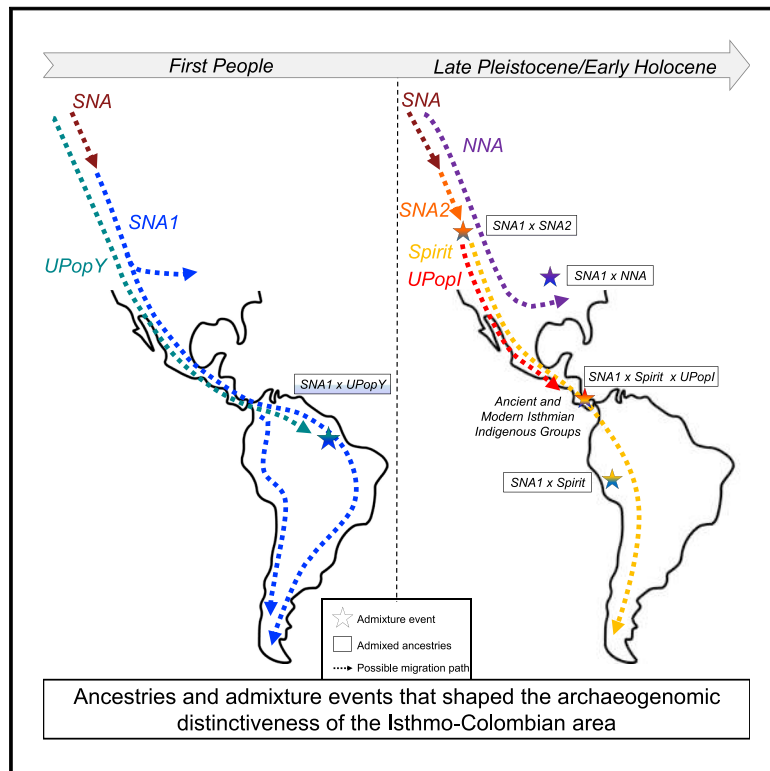 First People
Late Pleistocene/Early Holocene
SNA
SNA1
UPopY
SNA1 x UPopY
SNA
NNA
SNA2
SNA1 x SNA2
Spirit
UPopI
SNA1 x NNA
SNA1 x Spirit x UPopI
Ancient and
Modern Isthmian
Indigenous Groups
SNA1 x Spirit
Admixture event
Admixed ancestries
Possible migration path
Ancestries and admixture events that shaped the archaeogenomic
distinctiveness of the Isthmo-Colombian area